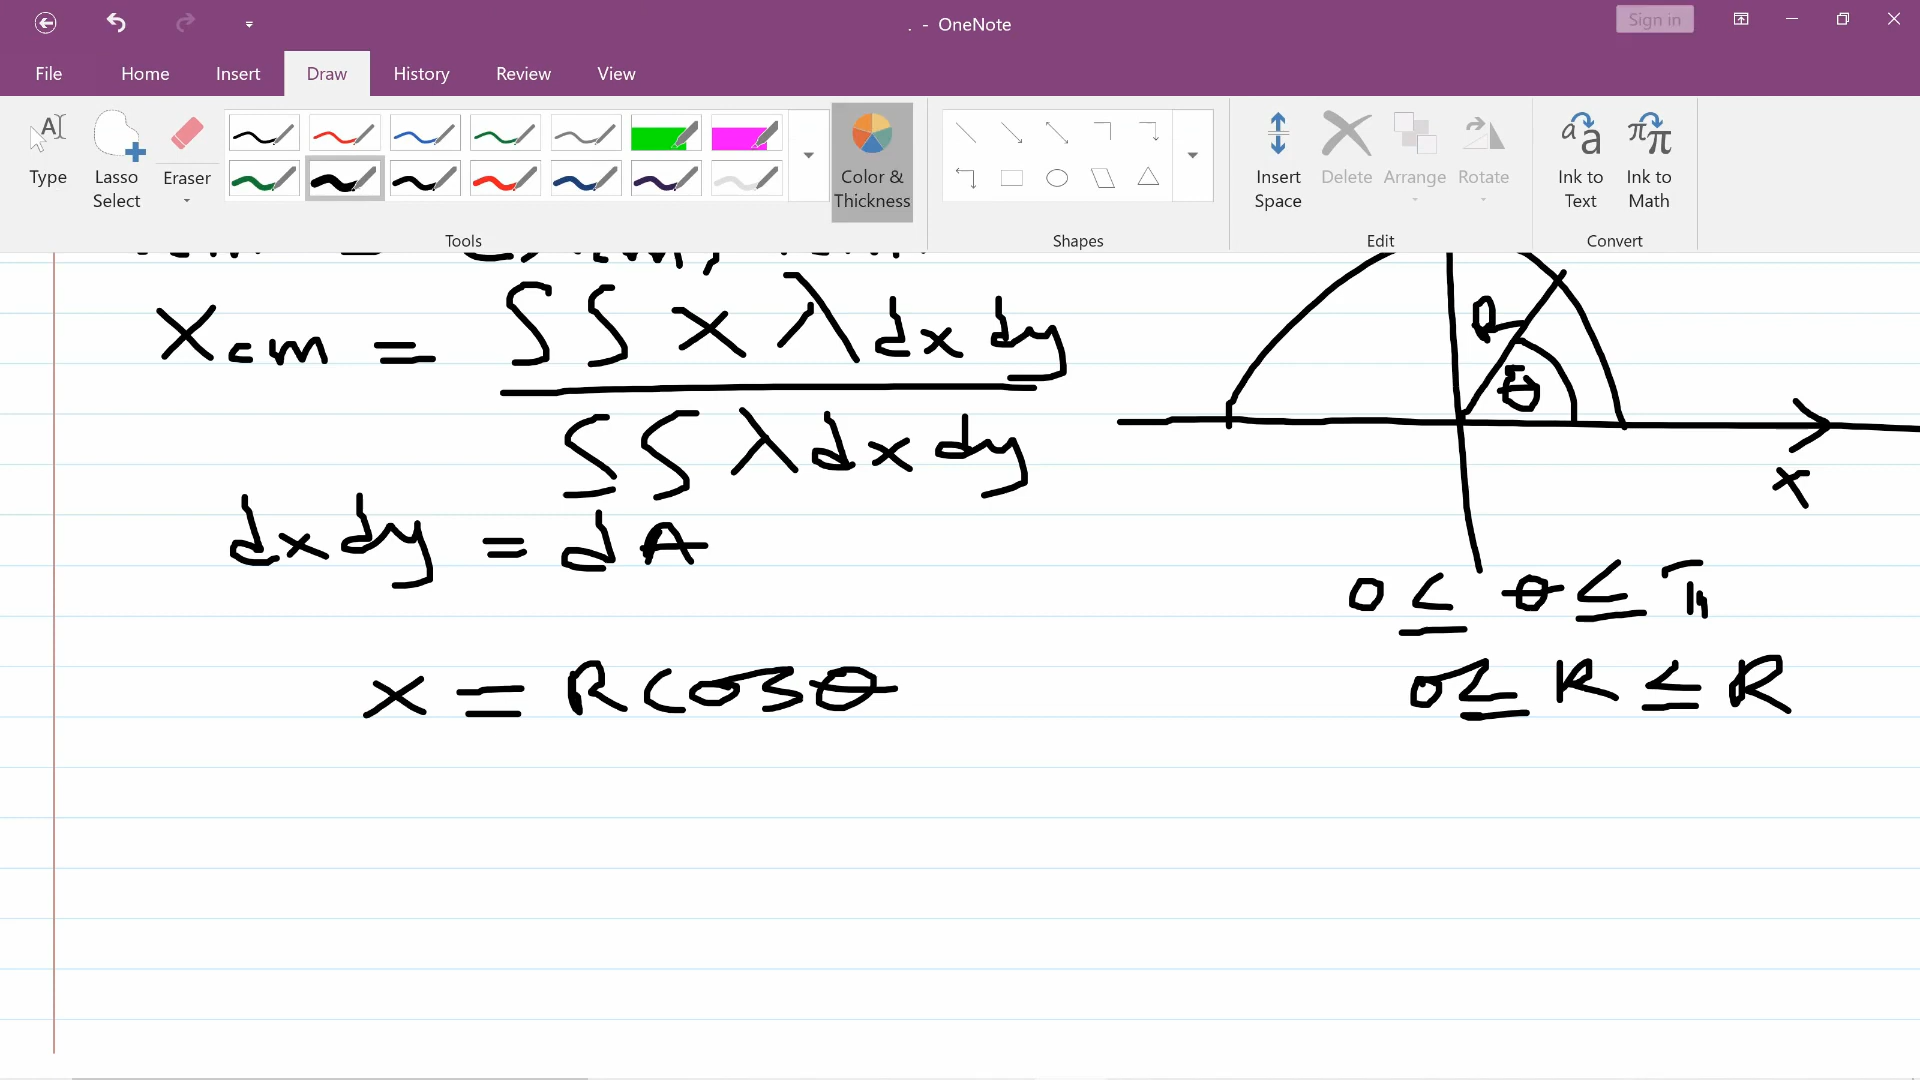 . - OneNote
Sign in
File Home Insert Draw History Review View
Type Lasso Select Eraser Color & Thickness Insert Space Delete Arrange Rotate Ink to Text Ink to Math
Tools Shapes Edit Convert
Xcm = ∫∫ x λ dx dy
∫∫ λ dx dy
R
θ
x
dx dy = dA
0 ≤ θ ≤ π
x = R cosθ
0 ≤ R ≤ R